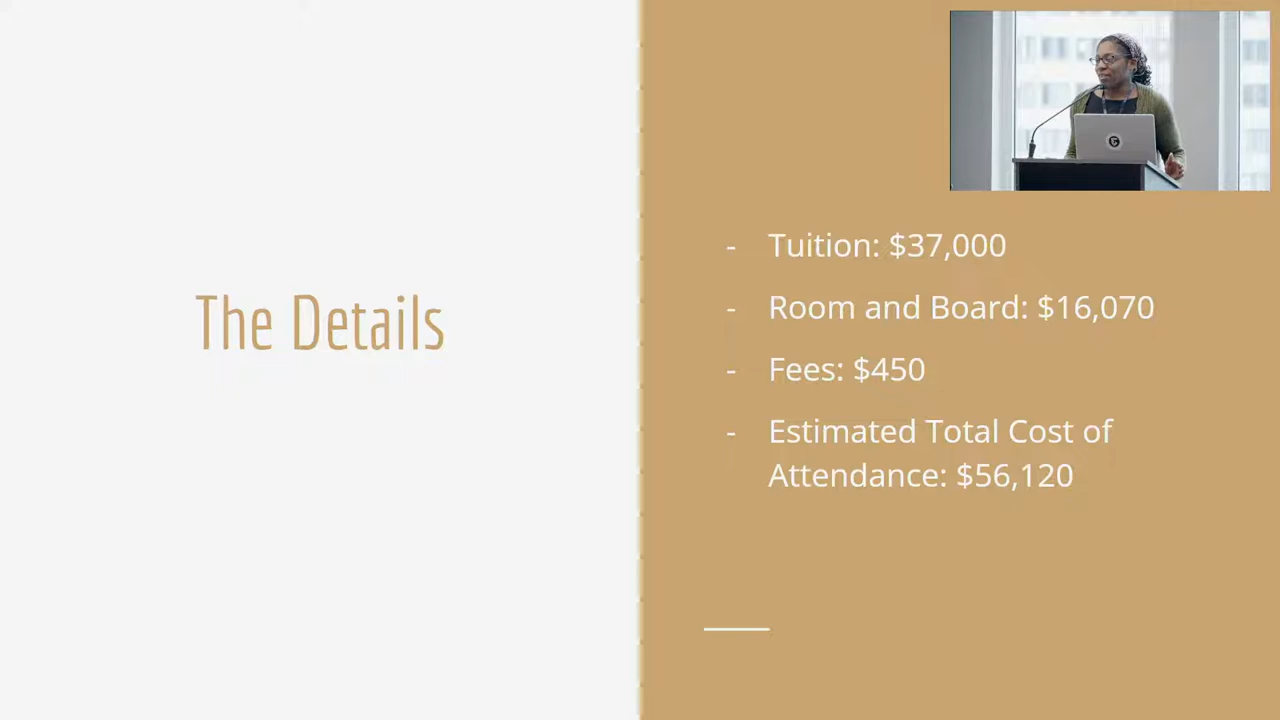 The Details
- Tuition: $37,000
- Room and Board: $16,070
- Fees: $450
- Estimated Total Cost of
Attendance: $56,120